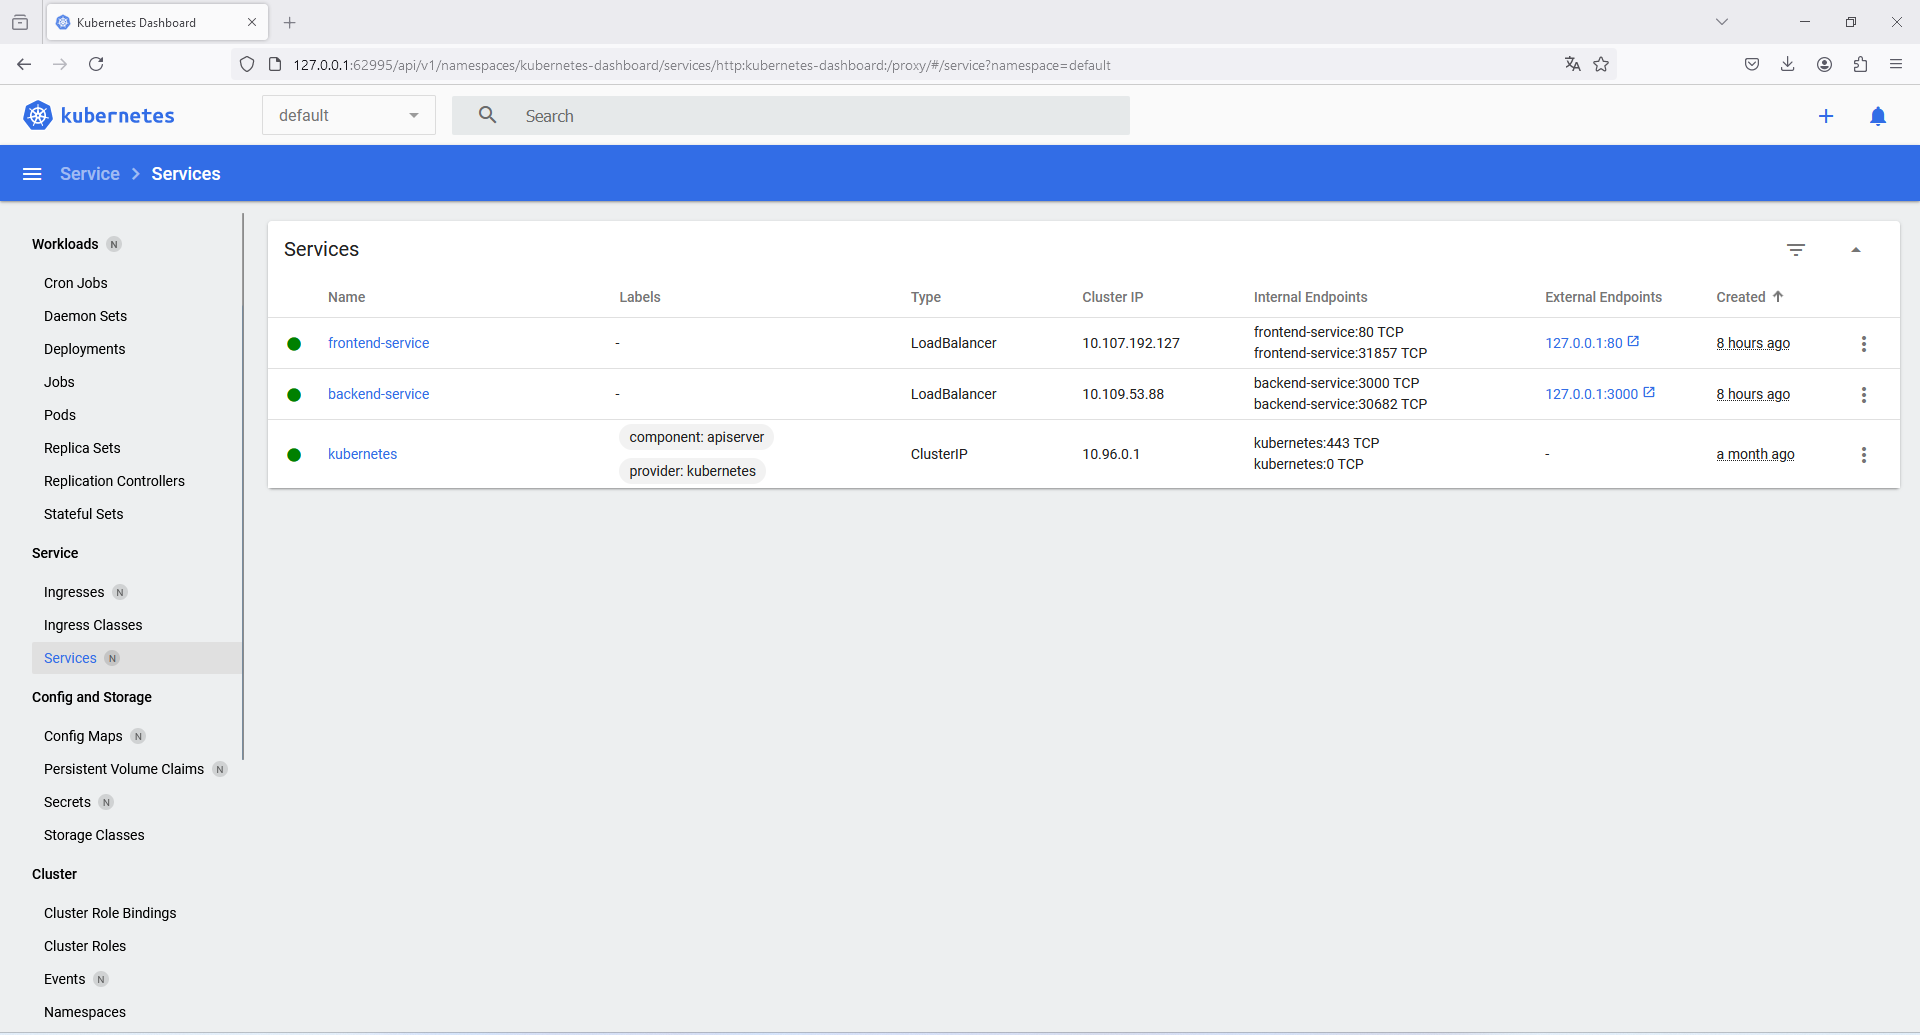 Kubernetes Dashboard
127.0.0.1:62995/api/v1/namespaces/kubernetes-dashboard/services/http:kubernetes-dashboard:/proxy/#/service?namespace=default
kubernetes
default
Search
Service
Services
Workloads N
Cron Jobs
Daemon Sets
Deployments
Jobs
Pods
Replica Sets
Replication Controllers
Stateful Sets
Service
Ingresses N
Ingress Classes
Services N
Config and Storage
Config Maps N
Persistent Volume Claims N
Secrets N
Storage Classes
Cluster
Cluster Role Bindings
Cluster Roles
Events N
Namespaces
Services
Name Labels Type Cluster IP Internal Endpoints External Endpoints Created
frontend-service - LoadBalancer 10.107.192.127 frontend-service:80 TCP
frontend-service:31857 TCP
127.0.0.1:80 8 hours ago
backend-service - LoadBalancer 10.109.53.88 backend-service:3000 TCP
backend-service:30682 TCP
127.0.0.1:3000 8 hours ago
kubernetes
component: apiserver
provider: kubernetes
ClusterIP 10.96.0.1 kubernetes:443 TCP
kubernetes:0 TCP
- a month ago